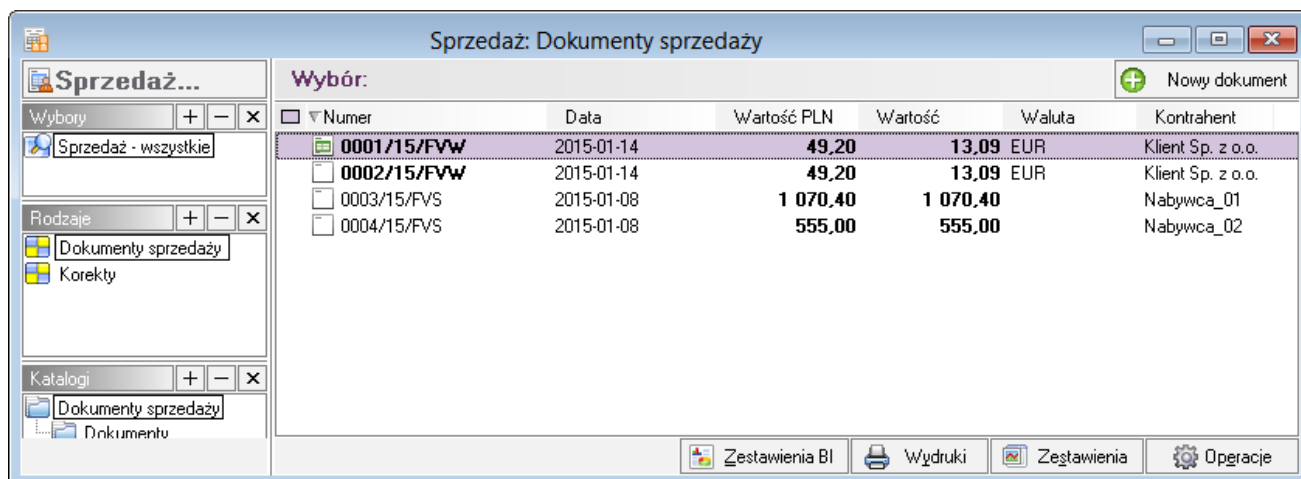 Sprzedaż: Dokumenty sprzedaży
Sprzedaż...
Wybór:
Nowy dokument
Wybory
Sprzedaż - wszystkie
Rodzaje
Dokumenty sprzedaży
Korekty
Katalogi
Dokumenty sprzedaży
Dokumenty
Numer Data Wartość PLN Wartość Waluta Kontrahent
0001/15/FVW 2015-01-14 49,20 13,09 EUR Klient Sp. z o.o.
0002/15/FVW 2015-01-14 49,20 13,09 EUR Klient Sp. z o.o.
0003/15/FVS 2015-01-08 1 070,40 1 070,40 Nabywca_01
0004/15/FVS 2015-01-08 555,00 555,00 Nabywca_02
Zestawienia BI Wydruki Zestawienia Operacje